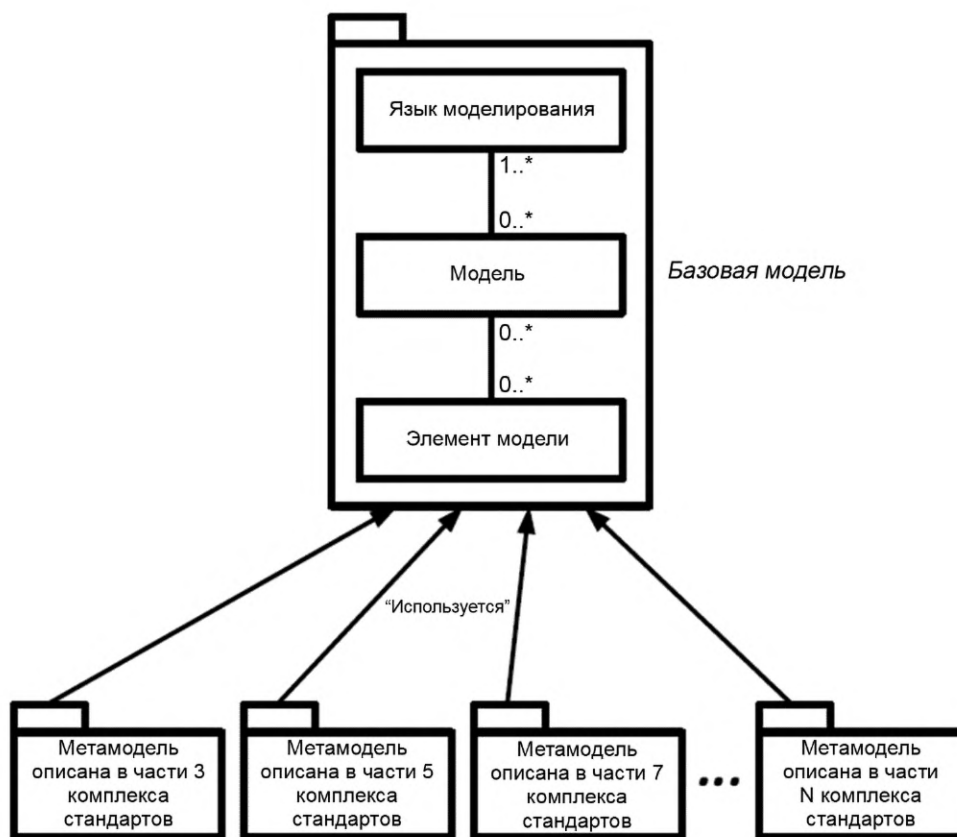 Язык моделирования
1..*
0..*
Модель
Базовая модель
0..*
0..*
Элемент модели
“Используется”
Метамодель
описана в части 3
комплекса
стандартов
Метамодель
описана в части 5
комплекса
стандартов
Метамодель
описана в части 7
комплекса
стандартов
...
Метамодель
описана в части
N комплекса
стандартов